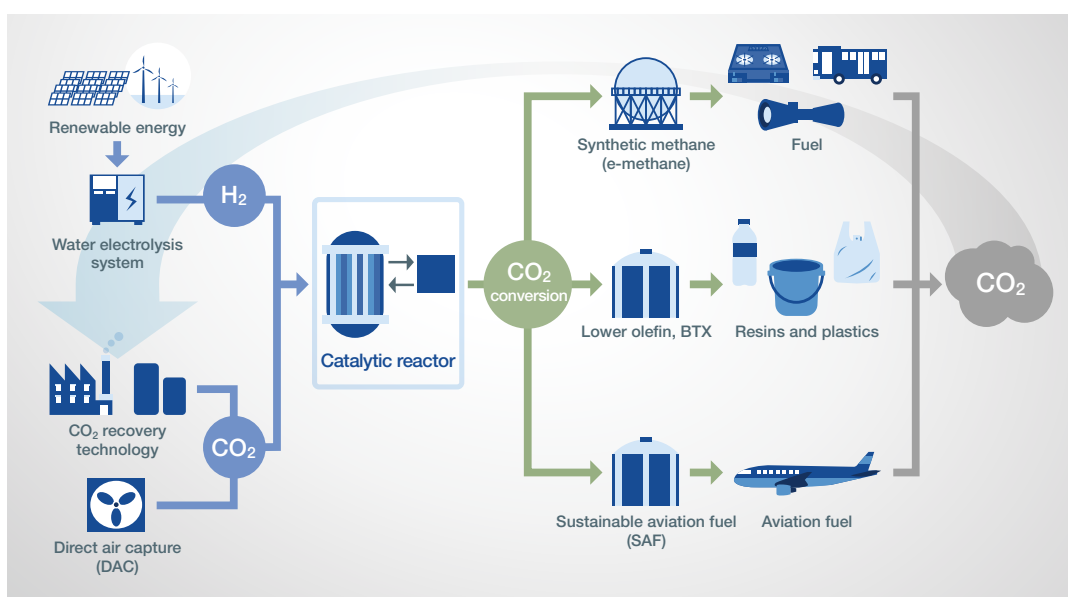 Renewable energy
Water electrolysis
system
H₂
CO₂ recovery
technology
CO₂
Direct air capture
(DAC)
Catalytic reactor
CO₂
conversion
Synthetic methane
(e-methane)
Fuel
Lower olefin, BTX
Resins and plastics
Sustainable aviation fuel
(SAF)
Aviation fuel
CO₂